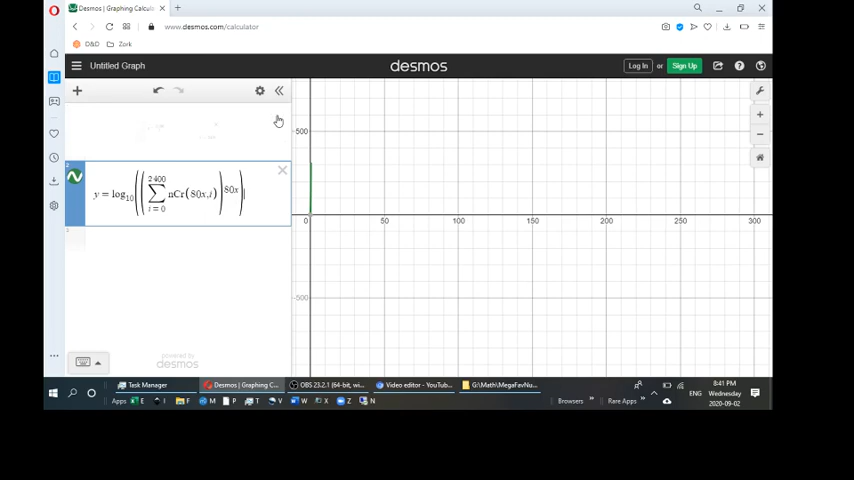 Desmos | Graphing Calculat
www.desmos.com/calculator
D&D
Zork
Untitled Graph
desmos
Log In
or
Sign Up
2
y = log₁₀((∑ nCr(80x,i))^80x)
2400
i = 0
3
powered by
desmos
500
0
50
100
150
200
250
300
-500
Task Manager
Desmos | Graphing C...
OBS 23.2.1 (64-bit, wi...
Video editor - YouTub...
G:\Math\MegaFavNu...
8:41 PM
ENG
Wednesday
2020-09-02
Apps
E
I
F
M
P
T
V
W
X
Z
N
Browsers
Rare Apps